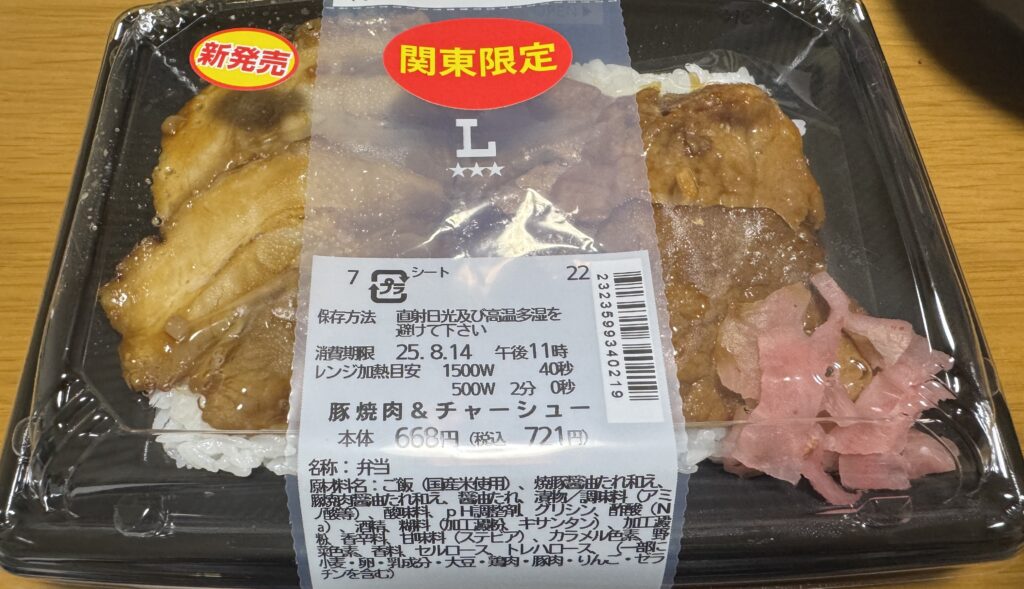 新発売
関東限定
L
7 プラ シート 22
保存方法 直射日光及び高温多湿を
避けて下さい
消費期限 25.8.14 午後11時
レンジ加熱目安 1500W 40秒
500W 2分 0秒
豚焼肉&チャーシュー
本体 668円(税込 721円)
2323599340219
名称:弁当
原材料名:ご飯(国産米使用)、焼豚醤油たれ和え、
豚焼肉醤油たれ和え、醤油たれ、漬物/調味料(アミ
ノ酸等)、酸味料、pH調整剤、グリシン、酢酸(N
a)、酒精、糊料(加工澱粉、キサンタン)、加工澱
粉、香辛料、甘味料(ステビア)、カラメル色素、野
菜色素、香料、セルロース、トレハロース、(一部に
小麦・卵・乳成分・大豆・鶏肉・豚肉・りんご・ゼラ
チンを含む)